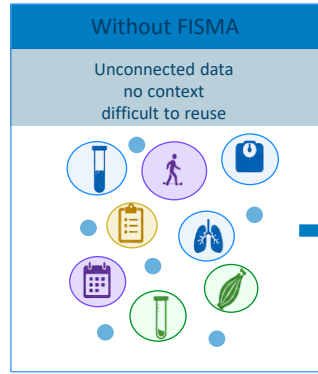 Without FISMA
Unconnected data
no context
difficult to reuse